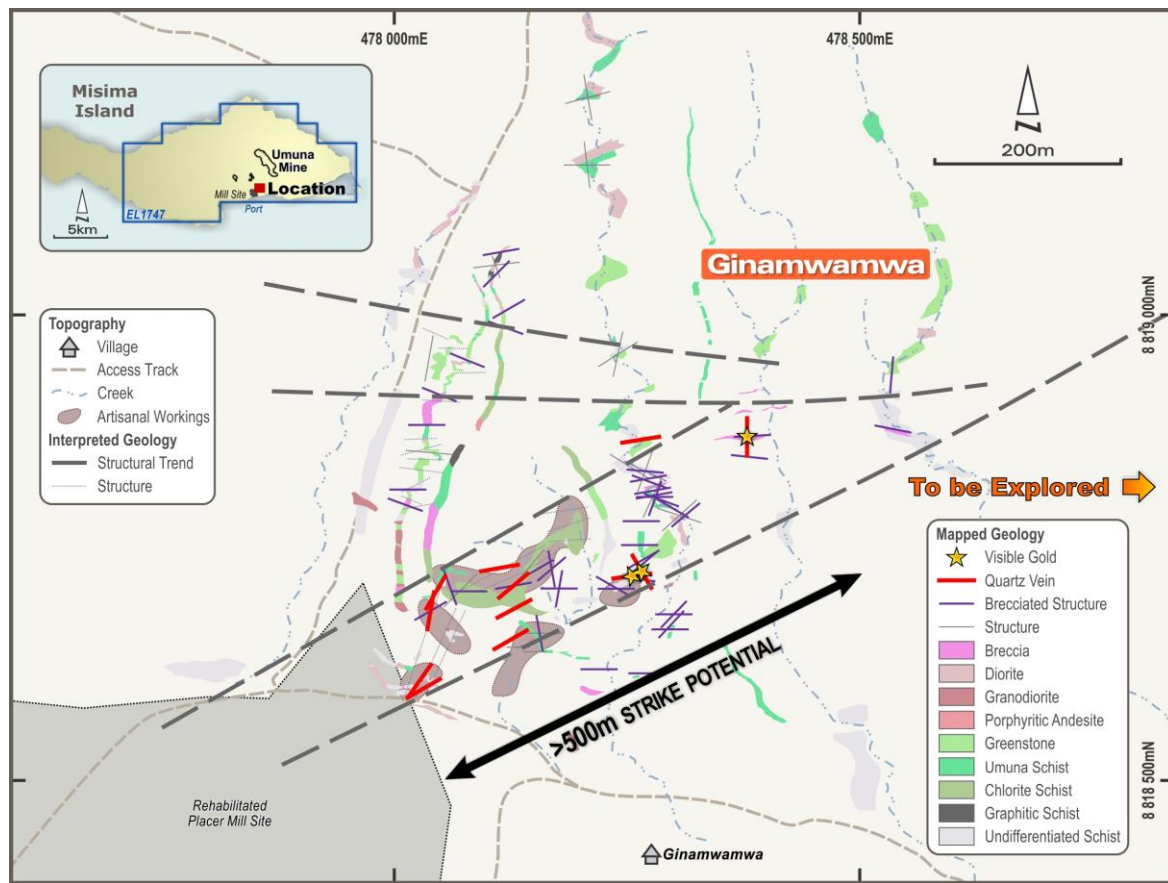 478 000mE
478 500mE
Misima
Island
Umuna
Mine
Mill Site
Location
EL1747
Port
N
5km
N
200m
Ginamwamwa
8 819 000mN
Topography
Village
Access Track
Creek
Artisanal Workings
Interpreted Geology
Structural Trend
Structure
To be Explored
Mapped Geology
Visible Gold
Quartz Vein
Brecciated Structure
Structure
Breccia
Diorite
Granodiorite
Porphyritic Andesite
Greenstone
Umuna Schist
Chlorite Schist
Graphitic Schist
Undifferentiated Schist
>500m STRIKE POTENTIAL
8 818 500mN
Rehabilitated
Placer Mill Site
Ginamwamwa